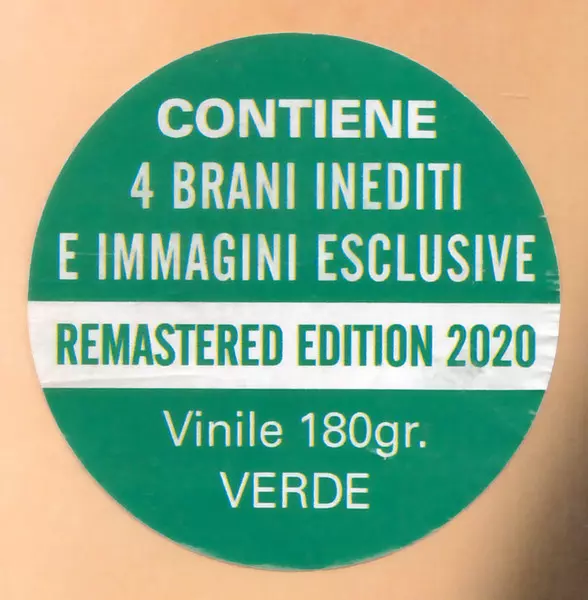 CONTIENE
4 BRANI INEDITI
E IMMAGINI ESCLUSIVE
REMASTERED EDITION 2020
Vinile 180gr.
VERDE